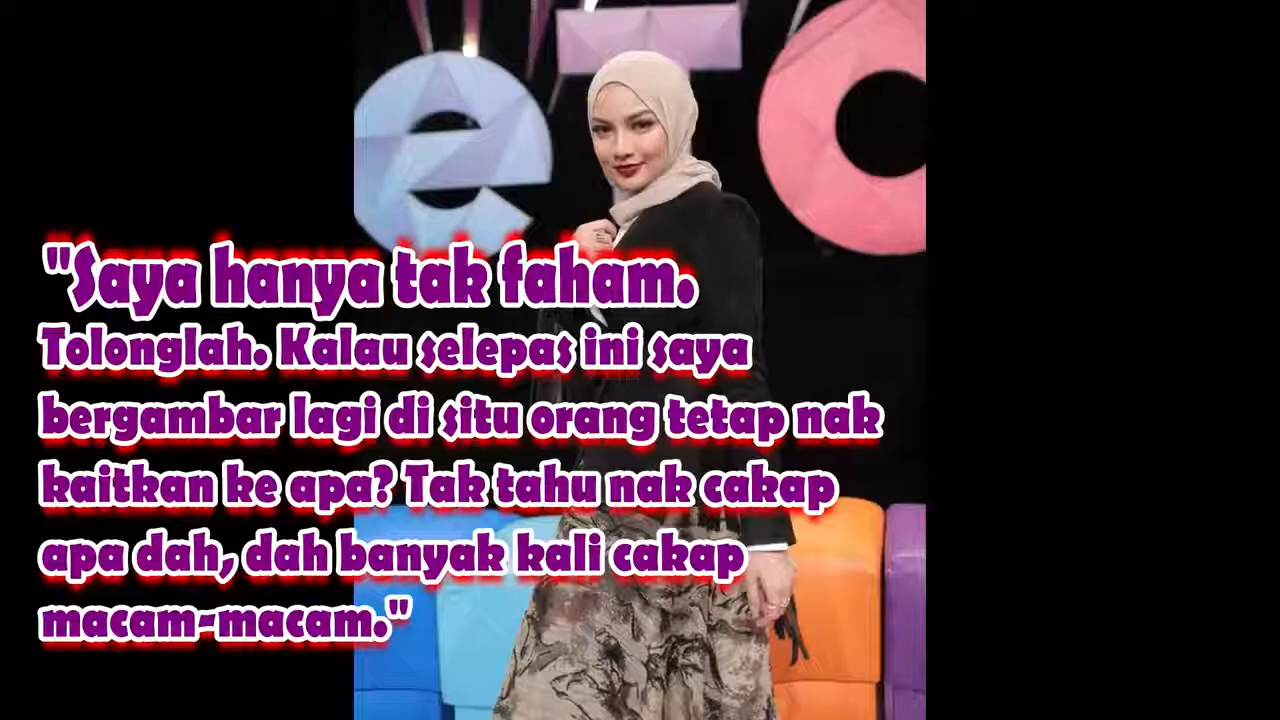 eTO
"Saya hanya tak faham.
Tolonglah. Kalau selepas ini saya
bergambar lagi di situ orang tetap nak
kaitkan ke apa? Tak tahu nak cakap
apa dah, dah banyak kali cakap
macam-macam."